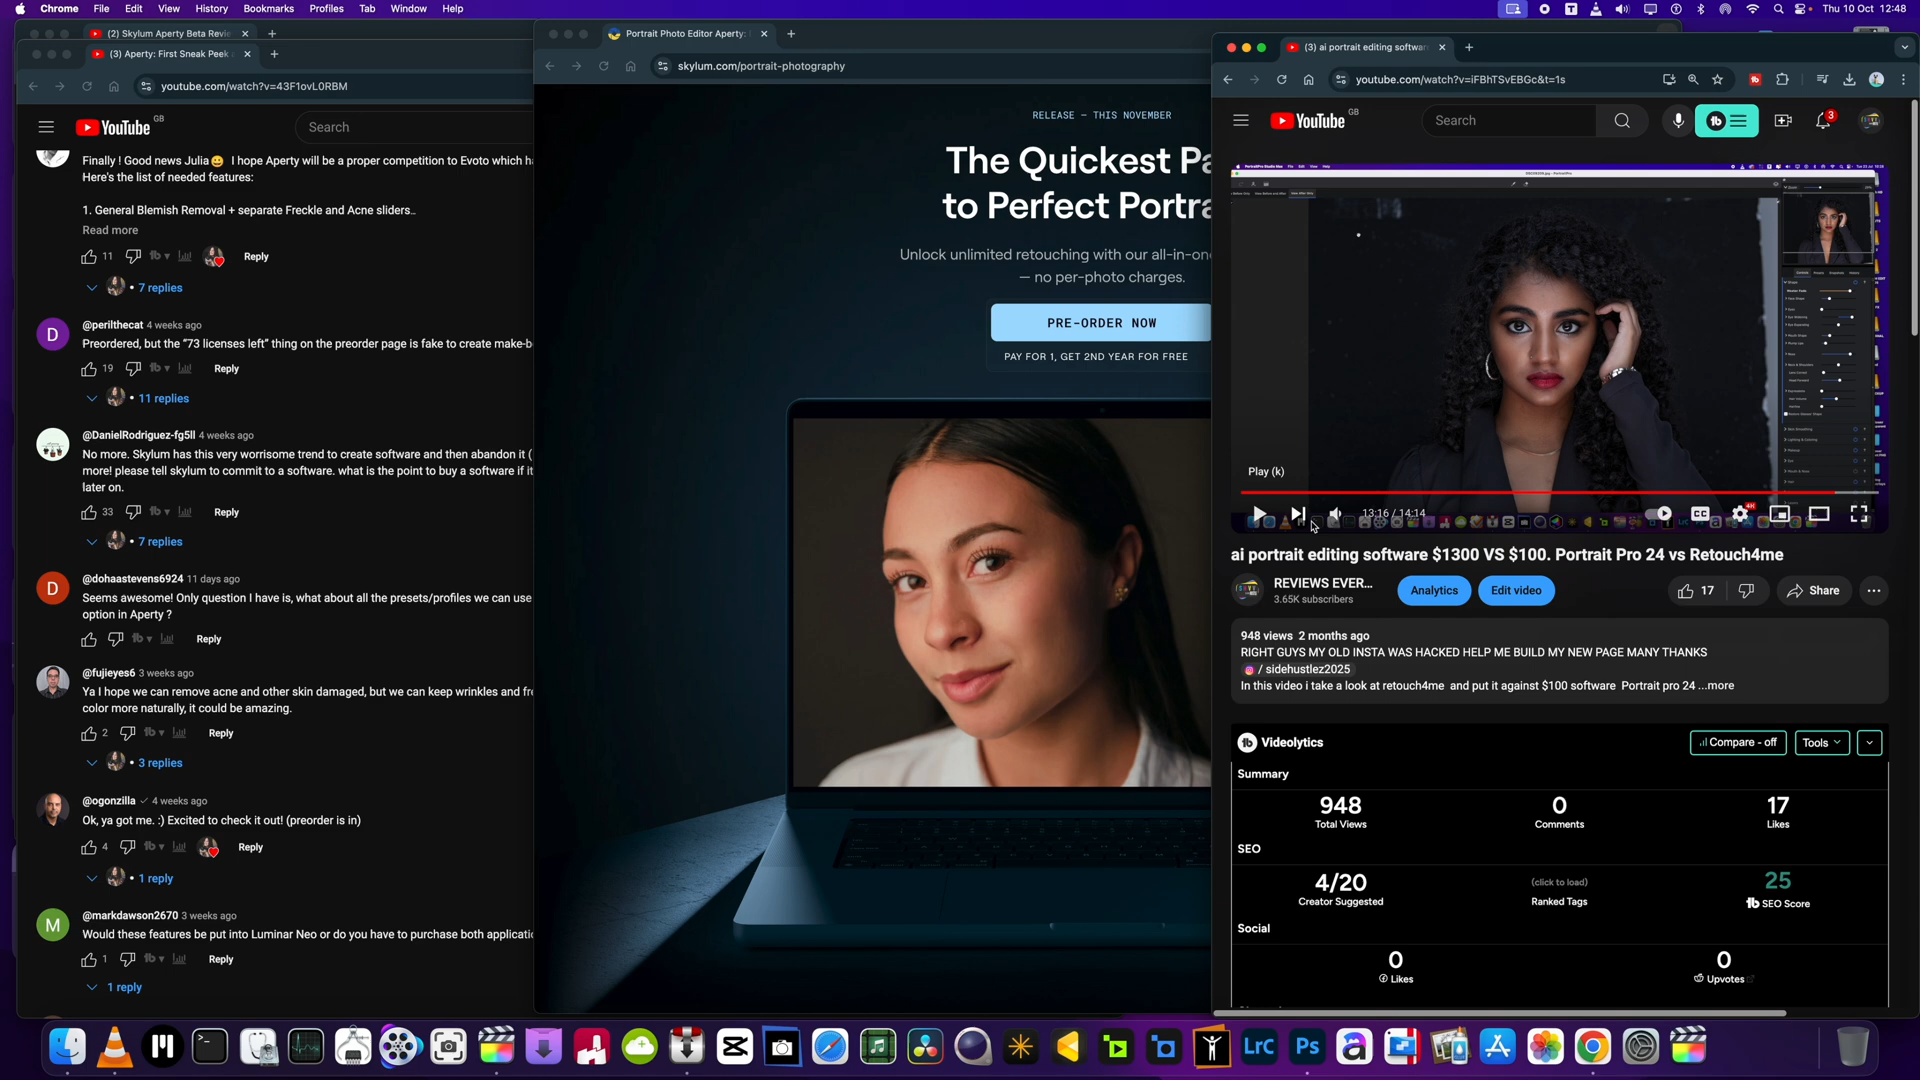 Chrome File Edit View History Bookmarks Profiles Tab Window Help
Thu 10 Oct 12:48
(2) Skylum Aperty Beta Revie
(3) Aperty: First Sneak Peek
youtube.com/watch?v=43F1ovL0RBM
YouTube GB
Search
Finally ! Good news Julia😀 I hope Aperty will be a proper competition to Evoto which ha
Here's the list of needed features:
1. General Blemish Removal + separate Freckle and Acne sliders..
Read more
11 Reply
7 replies
D
@perilthecat 4 weeks ago
Preordered, but the “73 licenses left” thing on the preorder page is fake to create make-b
19 Reply
11 replies
@DanielRodriguez-fg5ll 4 weeks ago
No more. Skylum has this very worrisome trend to create software and then abandon it (
more! please tell skylum to commit to a software. what is the point to buy a software if it
later on.
33 Reply
7 replies
D
@dohaastevens6924 11 days ago
Seems awesome! Only question I have is, what about all the presets/profiles we can use
option in Aperty ?
Reply
@fujieyes6 3 weeks ago
Ya I hope we can remove acne and other skin damaged, but we can keep wrinkles and fre
color more naturally, it could be amazing.
2 Reply
3 replies
@ogonzilla 4 weeks ago
Ok, ya got me. :) Excited to check it out! (preorder is in)
4 Reply
1 reply
M
@markdawson2670 3 weeks ago
Would these features be put into Luminar Neo or do you have to purchase both applicatio
1 Reply
1 reply
Portrait Photo Editor Aperty:
skylum.com/portrait-photography
RELEASE – THIS NOVEMBER
The Quickest Pa
to Perfect Portra
Unlock unlimited retouching with our all-in-on
— no per-photo charges.
PRE-ORDER NOW
PAY FOR 1, GET 2ND YEAR FOR FREE
(3) ai portrait editing softwar
youtube.com/watch?v=iFBhTSvEBGc&t=1s
YouTube GB
Search
3
Play (k)
13:16 / 14:14
CC
ai portrait editing software $1300 VS $100. Portrait Pro 24 vs Retouch4me
REVIEWS EVER...
3.65K subscribers
Analytics
Edit video
17
Share
948 views 2 months ago
RIGHT GUYS MY OLD INSTA WAS HACKED HELP ME BUILD MY NEW PAGE MANY THANKS
/ sidehustlez2025
In this video i take a look at retouch4me and put it against $100 software Portrait pro 24 ...more
Videolytics
Compare - off
Tools
Summary
948 0 17
Total Views Comments Likes
SEO
4/20 (click to load) 25
Creator Suggested Ranked Tags SEO Score
Social
0 0
Likes Upvotes
LrC
Ps